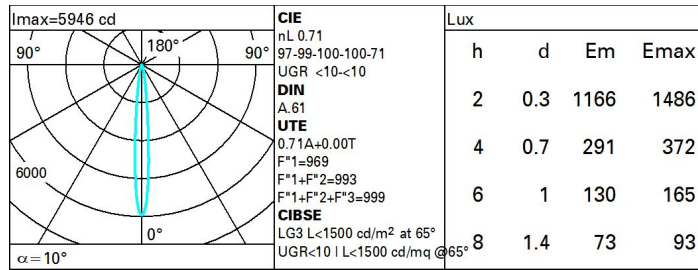 Imax=5946 cd
90°
180°
90°
6000
0°
α=10°
CIE
nL 0.71
97-99-100-100-71
UGR <10-<10
DIN
A.61
UTE
0.71A+0.00T
F"1=969
F"1+F"2=993
F"1+F"2+F"3=999
CIBSE
LG3 L<1500 cd/m² at 65°
UGR<10 | L<1500 cd/mq @65°
Lux
h d Em Emax
2 0.3 1166 1486
4 0.7 291 372
6 1 130 165
8 1.4 73 93